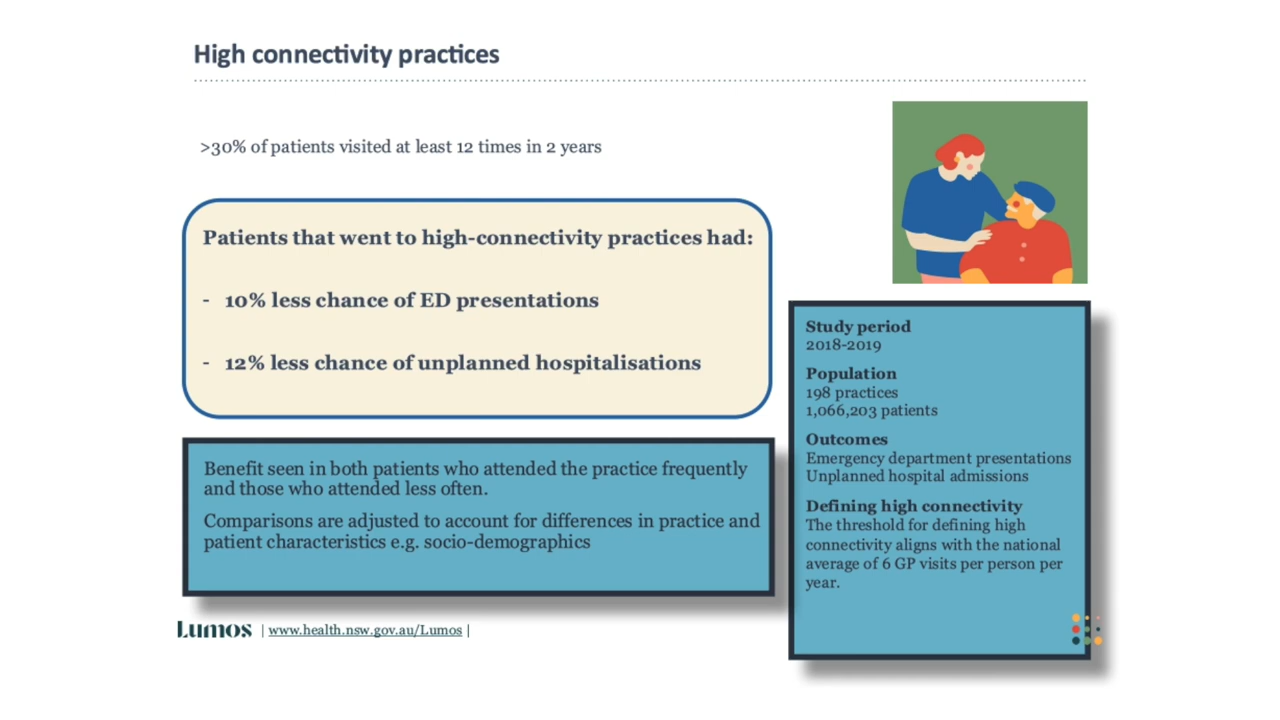 High connectivity practices
>30% of patients visited at least 12 times in 2 years
Patients that went to high-connectivity practices had:
- 10% less chance of ED presentations
- 12% less chance of unplanned hospitalisations
Benefit seen in both patients who attended the practice frequently
and those who attended less often.
Comparisons are adjusted to account for differences in practice and
patient characteristics e.g. socio-demographics
Study period
2018-2019
Population
198 practices
1,066,203 patients
Outcomes
Emergency department presentations
Unplanned hospital admissions
Defining high connectivity
The threshold for defining high
connectivity aligns with the national
average of 6 GP visits per person per
year.
Lumos | www.health.nsw.gov.au/Lumos |